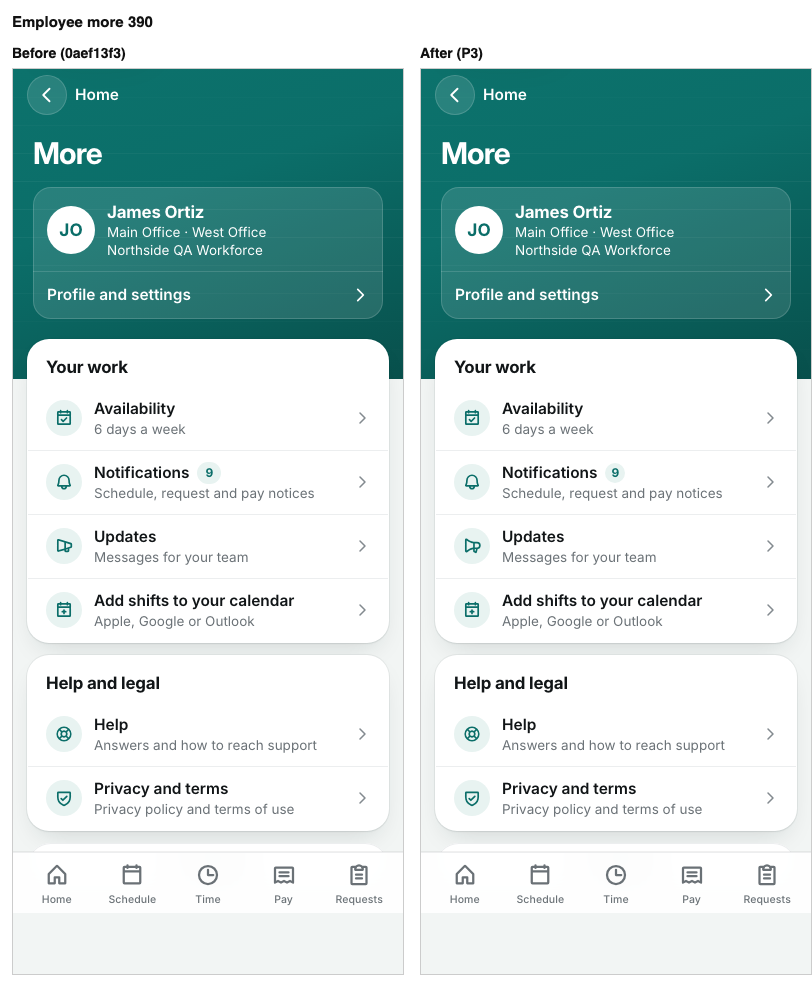 Employee more 390
Before (0aef13f3)
Home
More
JO
James Ortiz
Main Office · West Office
Northside QA Workforce
Profile and settings
Your work
Availability
6 days a week
Notifications 9
Schedule, request and pay notices
Updates
Messages for your team
Add shifts to your calendar
Apple, Google or Outlook
Help and legal
Help
Answers and how to reach support
Privacy and terms
Privacy policy and terms of use
Home Schedule Time Pay Requests
After (P3)
Home
More
JO
James Ortiz
Main Office · West Office
Northside QA Workforce
Profile and settings
Your work
Availability
6 days a week
Notifications 9
Schedule, request and pay notices
Updates
Messages for your team
Add shifts to your calendar
Apple, Google or Outlook
Help and legal
Help
Answers and how to reach support
Privacy and terms
Privacy policy and terms of use
Home Schedule Time Pay Requests